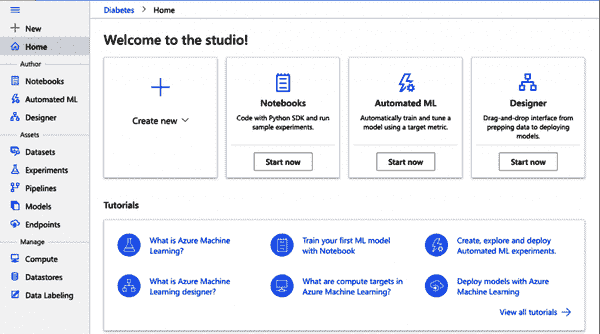 Diabetes > Home
New
Home
Author
Notebooks
Automated ML
Designer
Assets
Datasets
Experiments
Pipelines
Models
Endpoints
Manage
Compute
Datastores
Data Labeling
Welcome to the studio!
Create new
Notebooks
Code with Python SDK and run
sample experiments.
Start now
Automated ML
Automatically train and tune a
model using a target metric.
Start now
Designer
Drag-and-drop interface from
prepping data to deploying
models.
Start now
Tutorials
What is Azure Machine
Learning?
Train your first ML model
with Notebook
Create, explore and deploy
Automated ML experiments.
What is Azure Machine
Learning designer?
What are compute targets in
Azure Machine Learning?
Deploy models with Azure
Machine Learning
View all tutorials